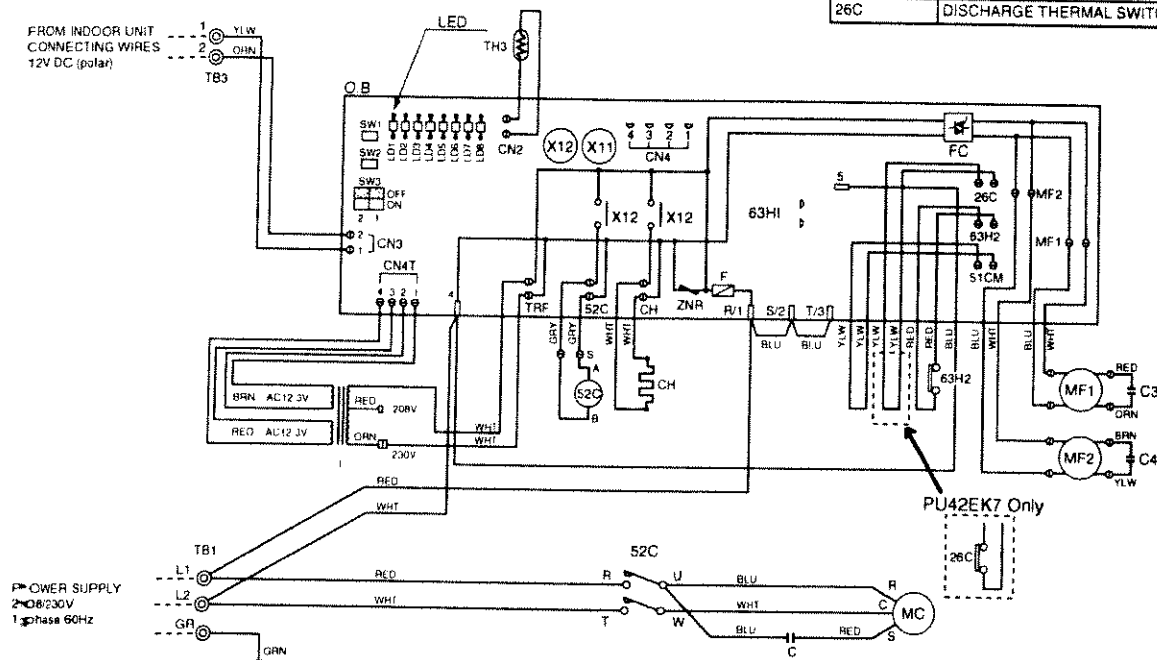 26C DISCHARGE THERMAL SWIT
FROM INDOOR UNIT
CONNECTING WIRES
12V DC (polar)
1 YLW
2 ORN
TB3
LED
TH3
O.B
SW1
SW2
SW3
OFF
ON
2 1
LD1 LD2 LD3 LD4 LD5 LD6 LD7 LD8
CN2
X12 X11
4 3 2 1
CN4
FC
5
63HI
26C
63H2
51CM
MF2
MF1
2
1
CN3
CN4T
4 3 2 1
4
X12 X12
TRF 52C CH ZNR F
R/1 S/2 T/3
BLU BLU
GRY GRY WHT WHT
YLW YLW YLW YLW RED RED BLU BLU WHT BLU WHT
S
A
52C
B
CH
63H2
RED
MF1 C3
ORN
BRN
MF2 C4
YLW
BRN AC12.3V
RED AC12.3V
RED 208V
ORN 230V
WHT
WHT
RED
WHT
PU42EK7 Only
26C
TB1
L1
L2
GR
GRN
P OWER SUPPLY
2 08/230V
1 phase 60Hz
RED
WHT
52C
R U
T W
BLU
WHT
BLU RED
C
R
C
S
MC